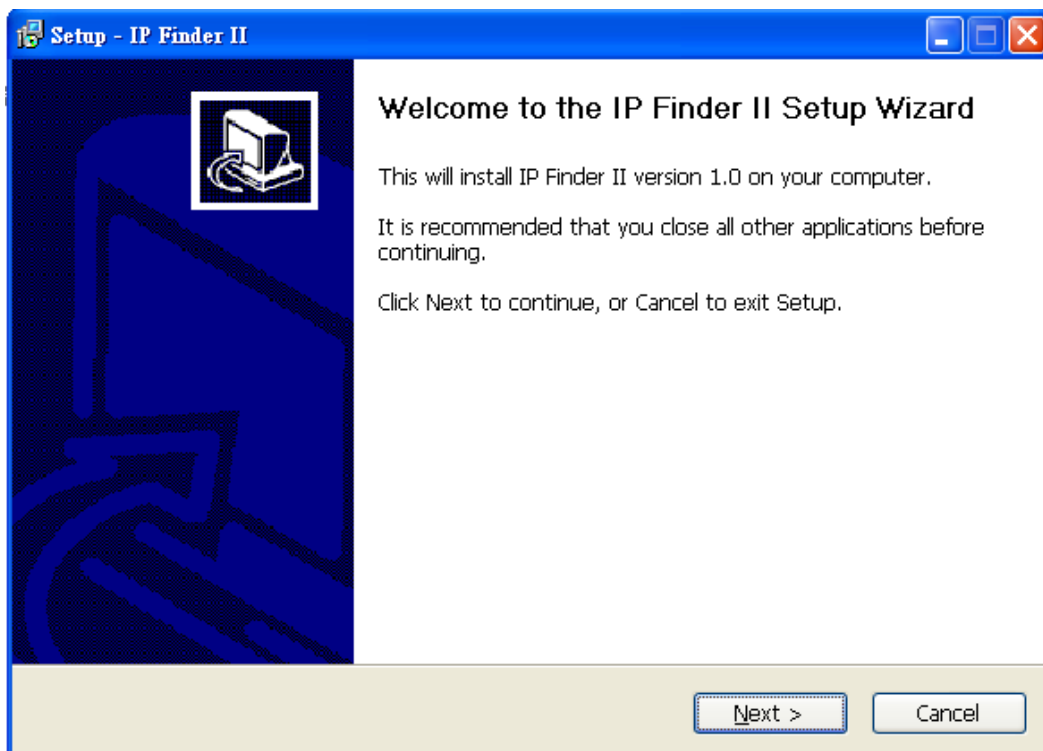 Setup - IP Finder II
Welcome to the IP Finder II Setup Wizard
This will install IP Finder II version 1.0 on your computer.
It is recommended that you close all other applications before
continuing.
Click Next to continue, or Cancel to exit Setup.
Next >
Cancel